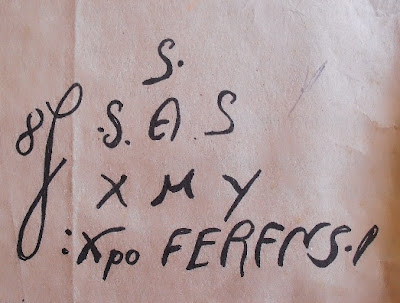 S.
.S. A .S
X M Y
:Xpo FERENS./